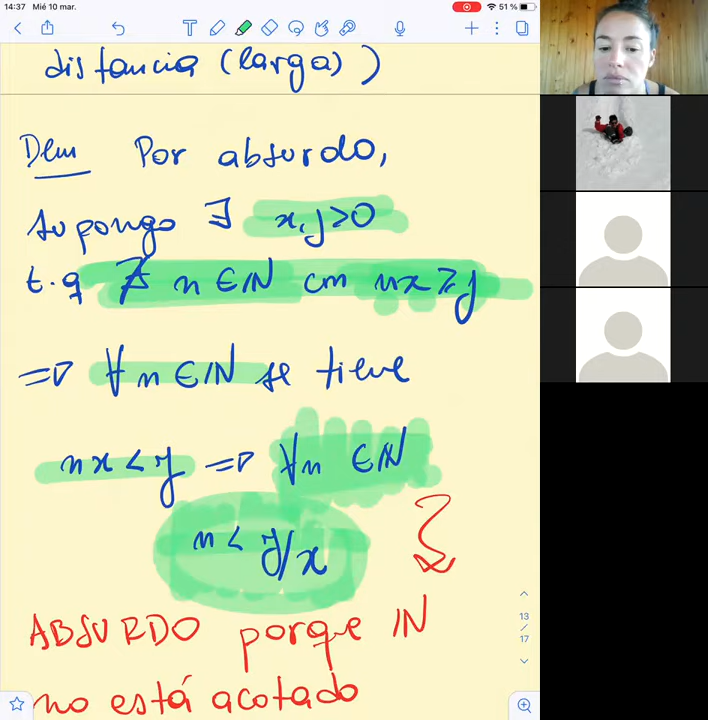 14:37 Mié 10 mar.
51 %
distancia (larga) )
Dem Por absurdo,
Supongo ∃ x, y > 0
t.q ∄ n ∈ ℕ con nx ≥ y
⇒ ∀ n ∈ ℕ se tiene
nx < y ⇒ ∀n ∈ ℕ
n < y/x
ABSURDO porque ℕ
no está acotado
13
/
17